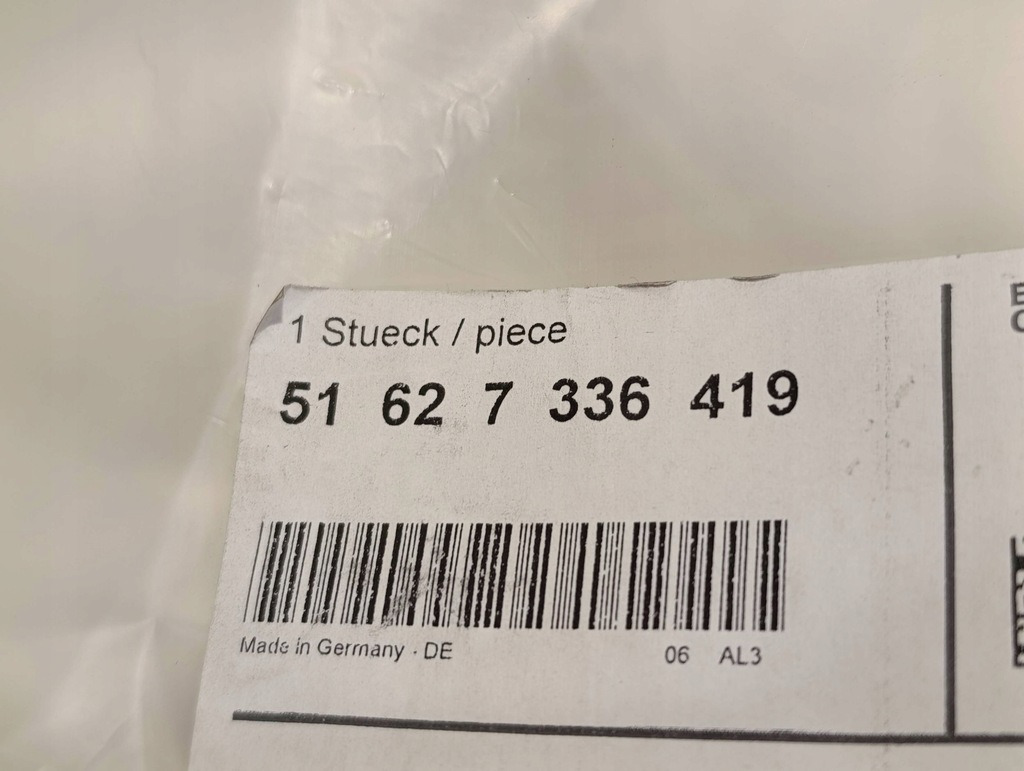 1 Stueck / piece
51 62 7 336 419
Made in Germany · DE
06 AL3